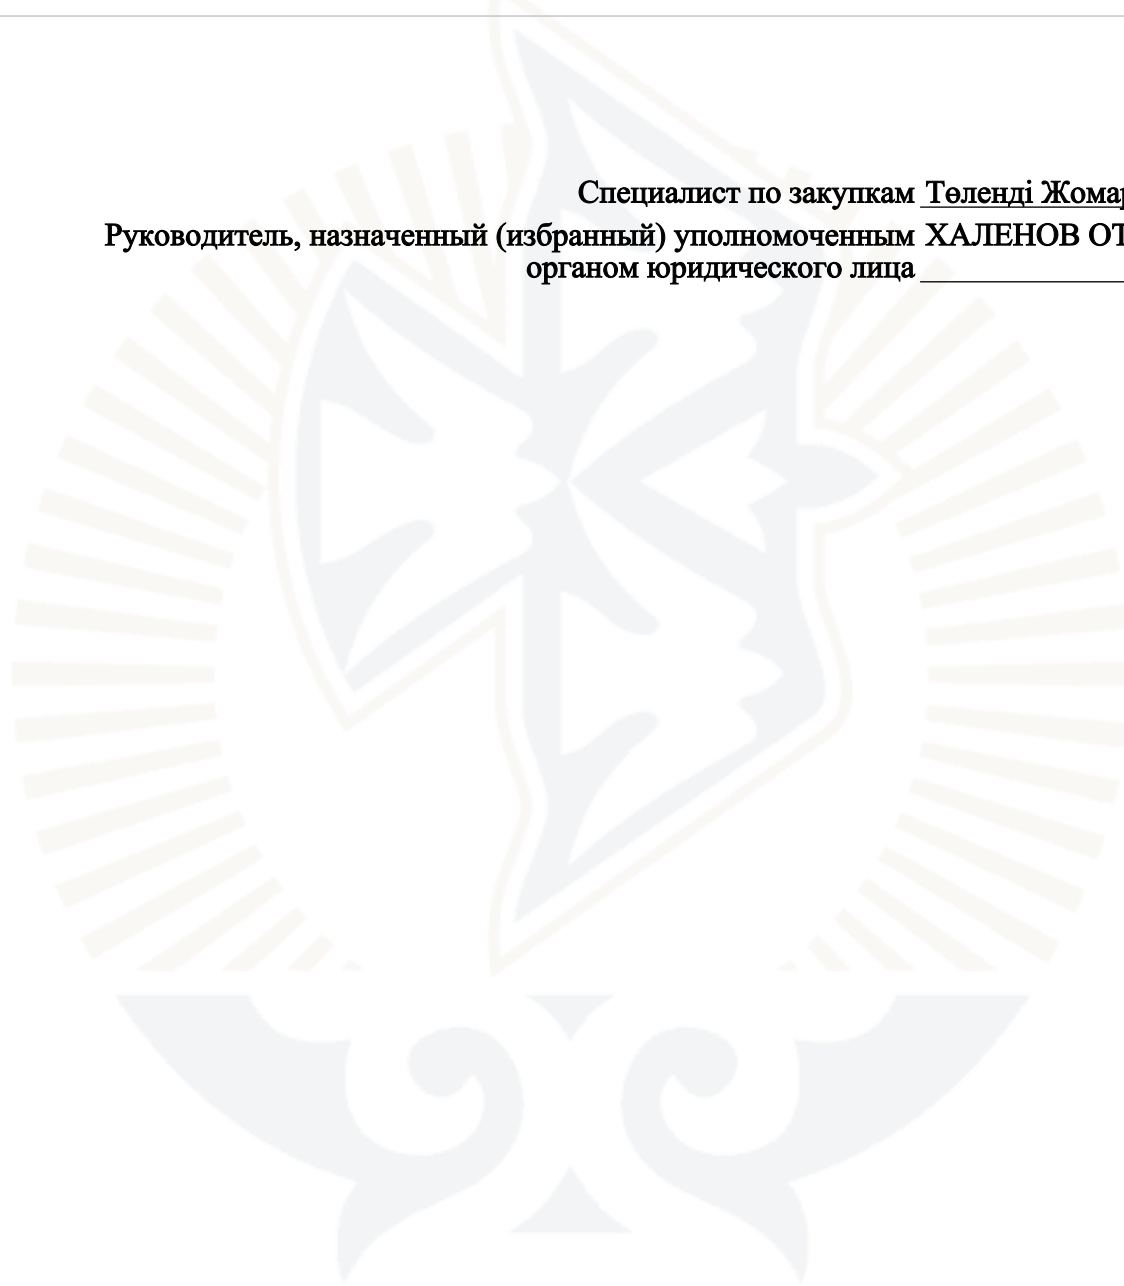 Специалист по закупкам Төленді
Руководитель, назначенный (избранный) уполномоченным ХАЛЕНОВ
органом юридического лица